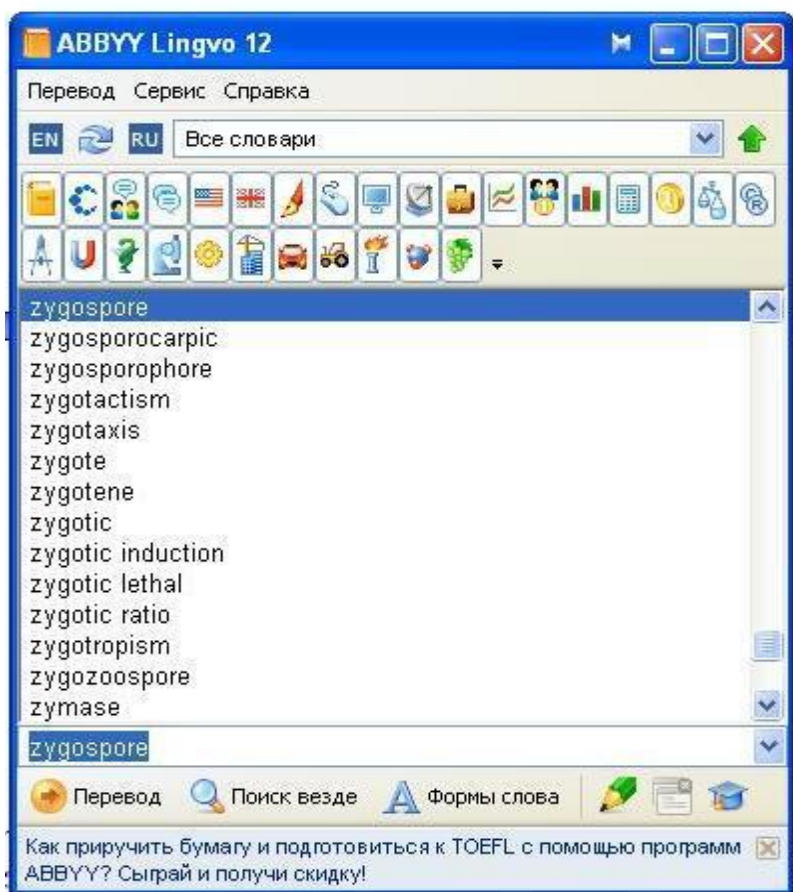 ABBYY Lingvo 12
Перевод Сервис Справка
EN RU Все словари
zygospore
zygosporocarpic
zygosporophore
zygotactism
zygotaxis
zygote
zygotene
zygotic
zygotic induction
zygotic lethal
zygotic ratio
zygotropism
zygozoospore
zymase
zygospore
Перевод Поиск везде Формы слова
Как приручить бумагу и подготовиться к TOEFL с помощью программ
ABBYY? Сыграй и получи скидку!